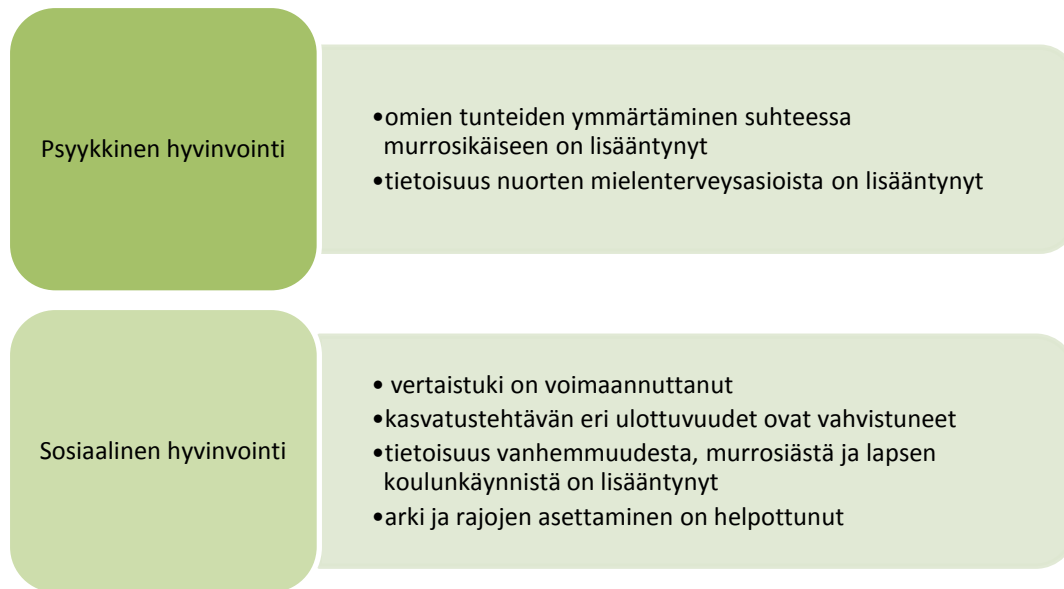 Psyykkinen hyvinvointi
•omien tunteiden ymmärtäminen suhteessa
murrosikäiseen on lisääntynyt
•tietoisuus nuorten mielenterveysasioista on lisääntynyt
Sosiaalinen hyvinvointi
• vertaistuki on voimaannuttanut
•kasvatustehtävän eri ulottuvuudet ovat vahvistuneet
•tietoisuus vanhemmuudesta, murrosiästä ja lapsen
koulunkäynnistä on lisääntynyt
•arki ja rajojen asettaminen on helpottunut